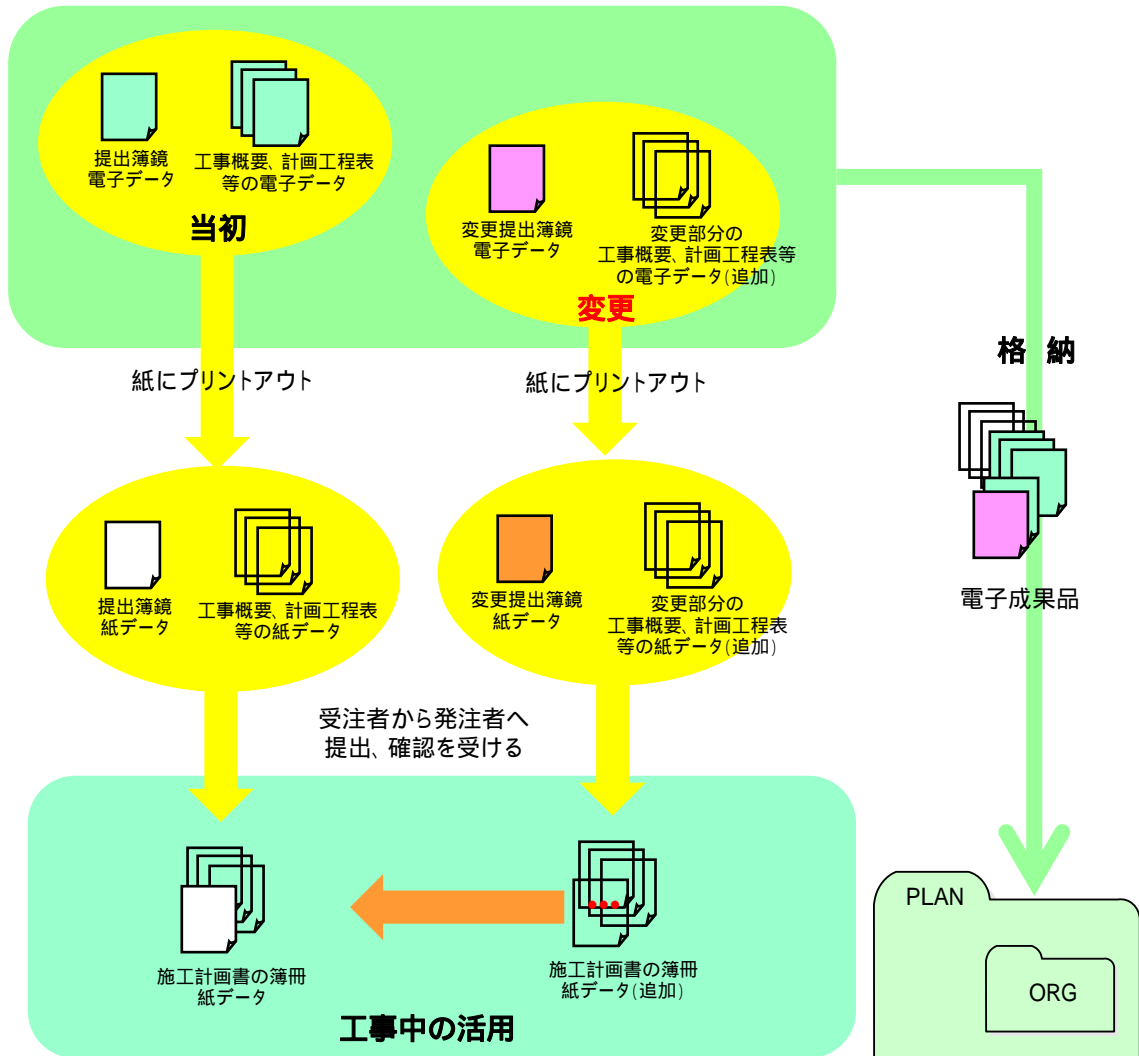 提出簿鏡
電子データ
工事概要、計画工程表
等の電子データ
当初
変更提出簿鏡
電子データ
変更部分の
工事概要、計画工程表等
の電子データ(追加)
変更
紙にプリントアウト
紙にプリントアウト
格 納
提出簿鏡
紙データ
工事概要、計画工程表
等の紙データ
変更提出簿鏡
紙データ
変更部分の
工事概要、計画工程表
等の紙データ(追加)
電子成果品
受注者から発注者へ
提出、確認を受ける
施工計画書の簿冊
紙データ
施工計画書の簿冊
紙データ(追加)
工事中の活用
PLAN
ORG